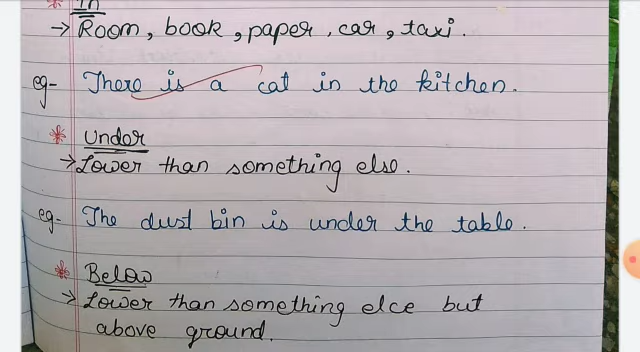 * In
→ Room, book, paper, car, taxi.
eg- There is a cat in the kitchen.
* Under
→ Lower than something else.
eg- The dust bin is under the table.
* Below
→ Lower than something elce but
above ground.